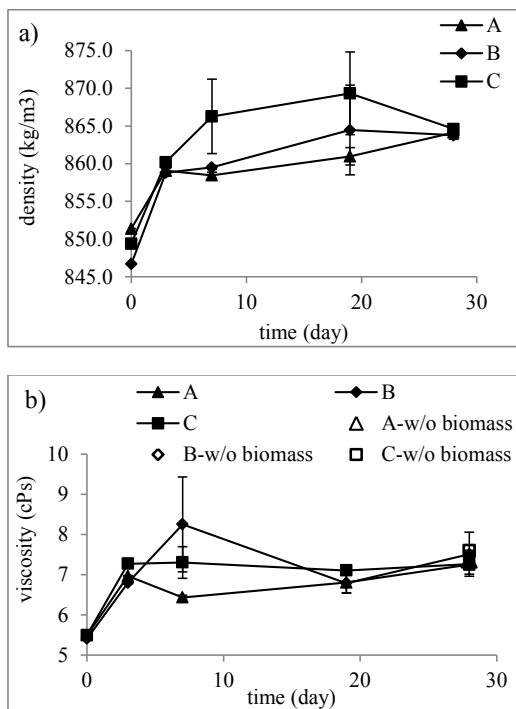 a)
A
B
C
875.0
870.0
865.0
860.0
855.0
850.0
845.0
density (kg/m3)
0 10 20 30
time (day)
b)
A B
C A-w/o biomass
B-w/o biomass C-w/o biomass
10
9
8
7
6
5
viscosity (cPs)
0 10 20 30
time (day)